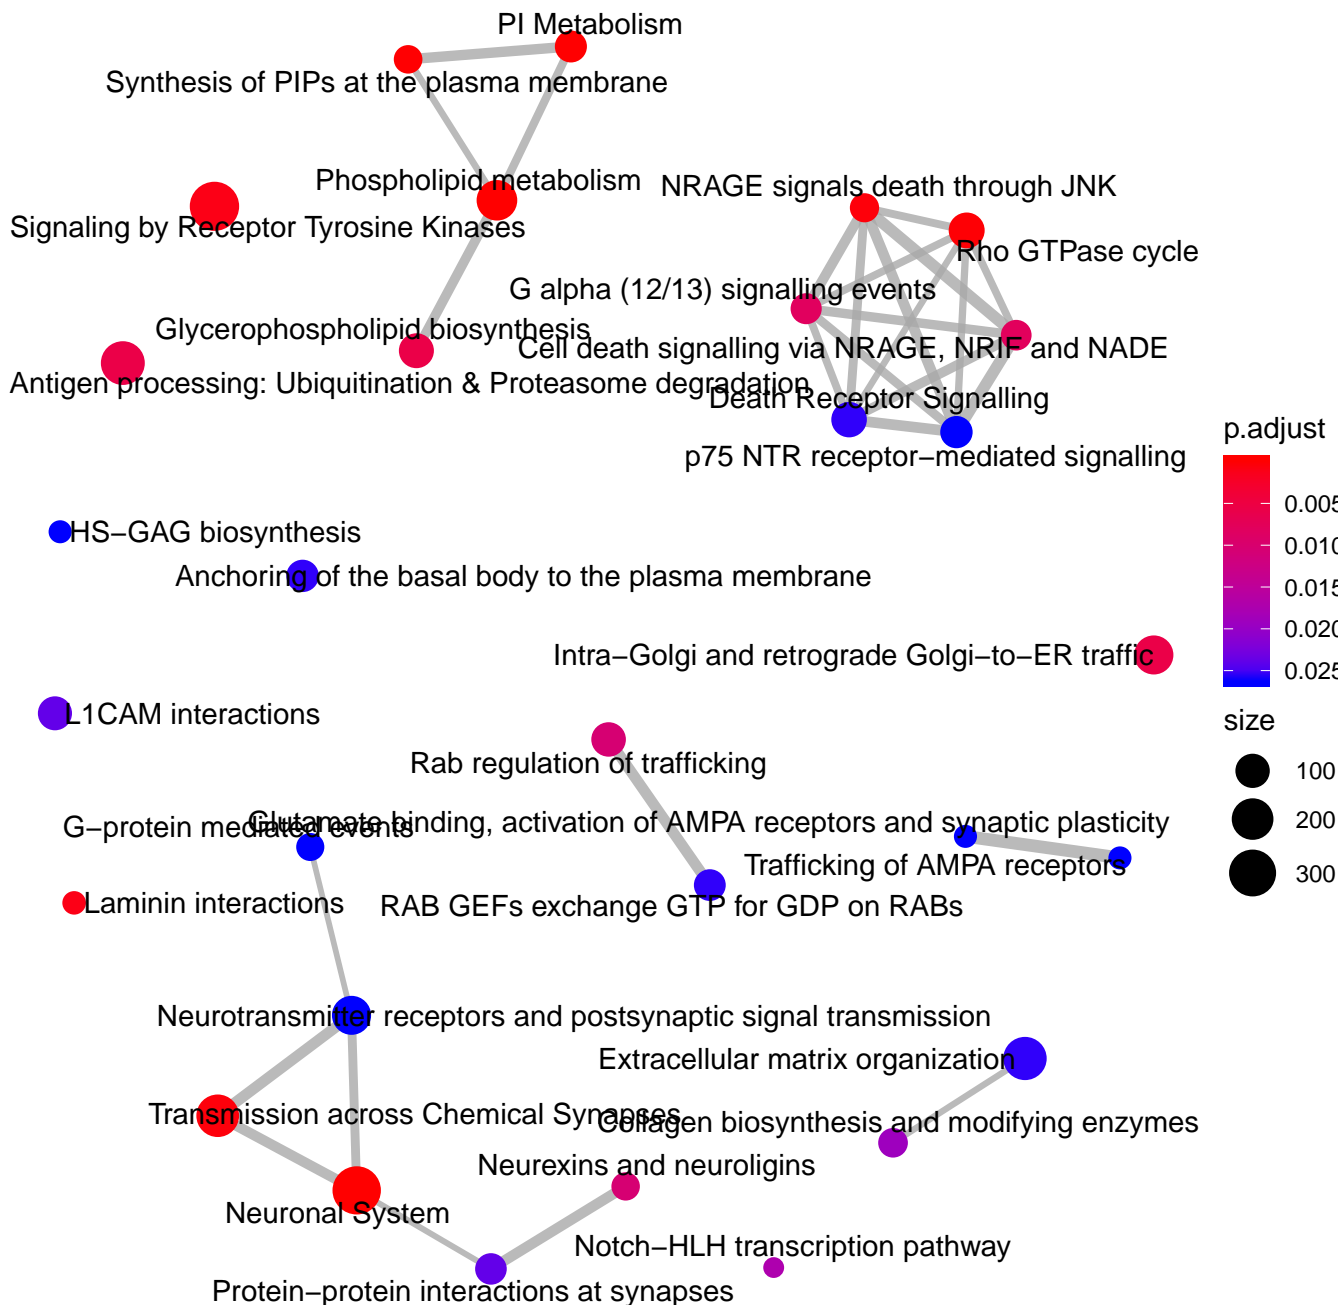 PI Metabolism
Synthesis of PIPs at the plasma membrane
Phospholipid metabolism
NRAGE signals death through JNK
Signaling by Receptor Tyrosine Kinases
Rho GTPase cycle
G alpha (12/13) signalling events
Glycerophospholipid biosynthesis
Cell death signalling via NRAGE, NRIF and NADE
Antigen processing: Ubiquitination & Proteasome degradation
Death Receptor Signalling
p75 NTR receptor−mediated signalling
HS−GAG biosynthesis
Anchoring of the basal body to the plasma membrane
Intra−Golgi and retrograde Golgi−to−ER traffic
L1CAM interactions
Rab regulation of trafficking
G−protein mediated events
Glutamate binding, activation of AMPA receptors and synaptic plasticity
Trafficking of AMPA receptors
Laminin interactions
RAB GEFs exchange GTP for GDP on RABs
Neurotransmitter receptors and postsynaptic signal transmission
Extracellular matrix organization
Transmission across Chemical Synapses
Collagen biosynthesis and modifying enzymes
Neurexins and neuroligins
Neuronal System
Notch−HLH transcription pathway
Protein−protein interactions at synapses
p.adjust
0.005
0.010
0.015
0.020
0.025
size
100
200
300